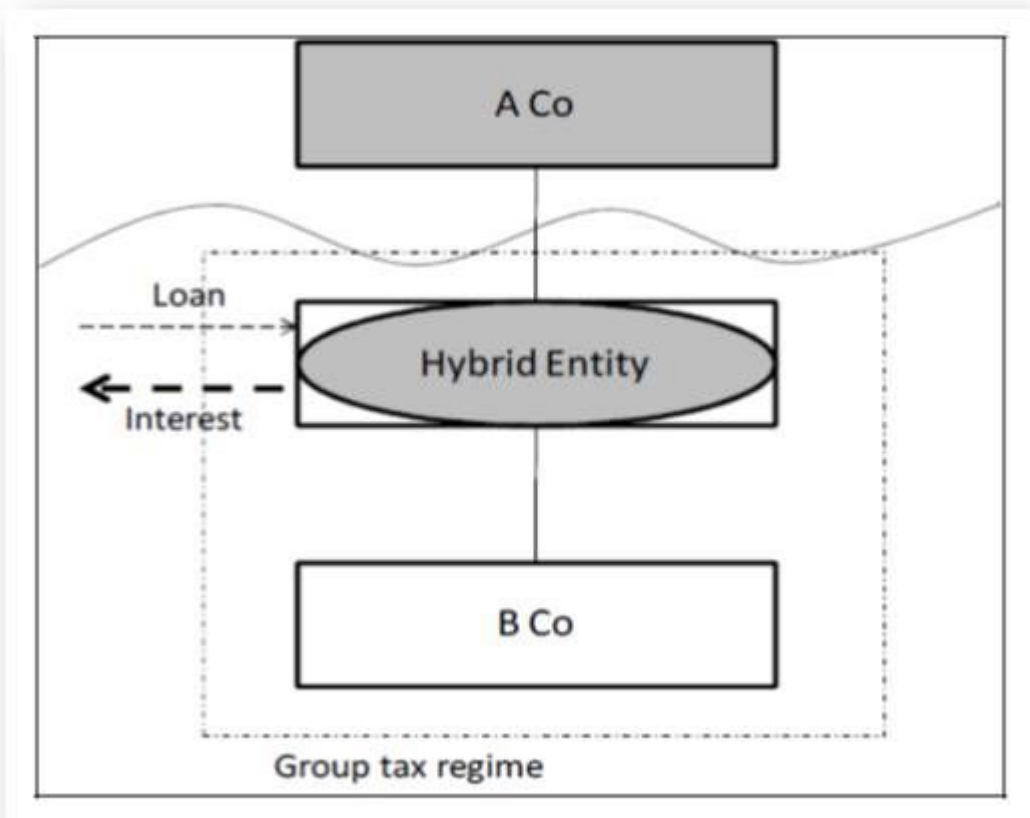 A Co
Loan
Hybrid Entity
Interest
B Co
Group tax regime